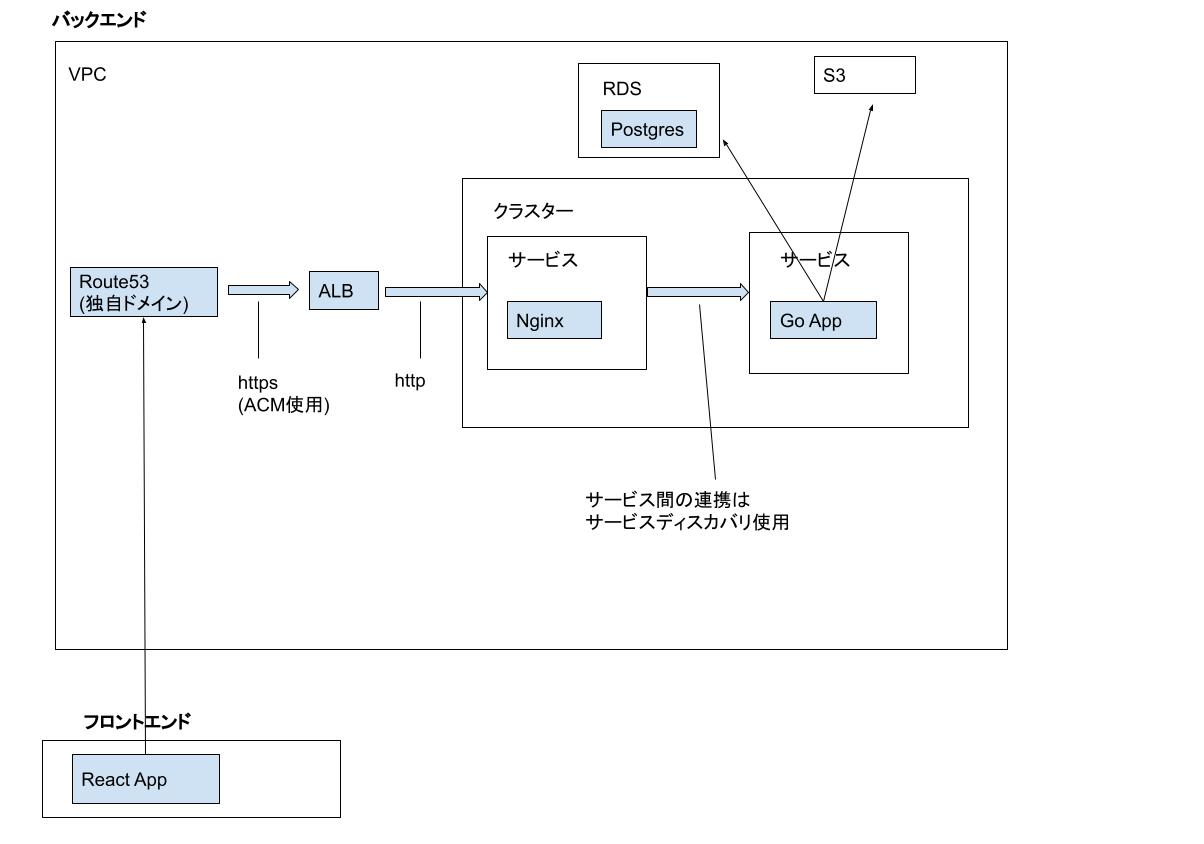 バックエンド
VPC
S3
RDS
Postgres
クラスター
サービス
サービス
Route53
(独自ドメイン)
ALB
Nginx
Go App
https
(ACM使用)
http
サービス間の連携は
サービスディスカバリ使用
フロントエンド
React App